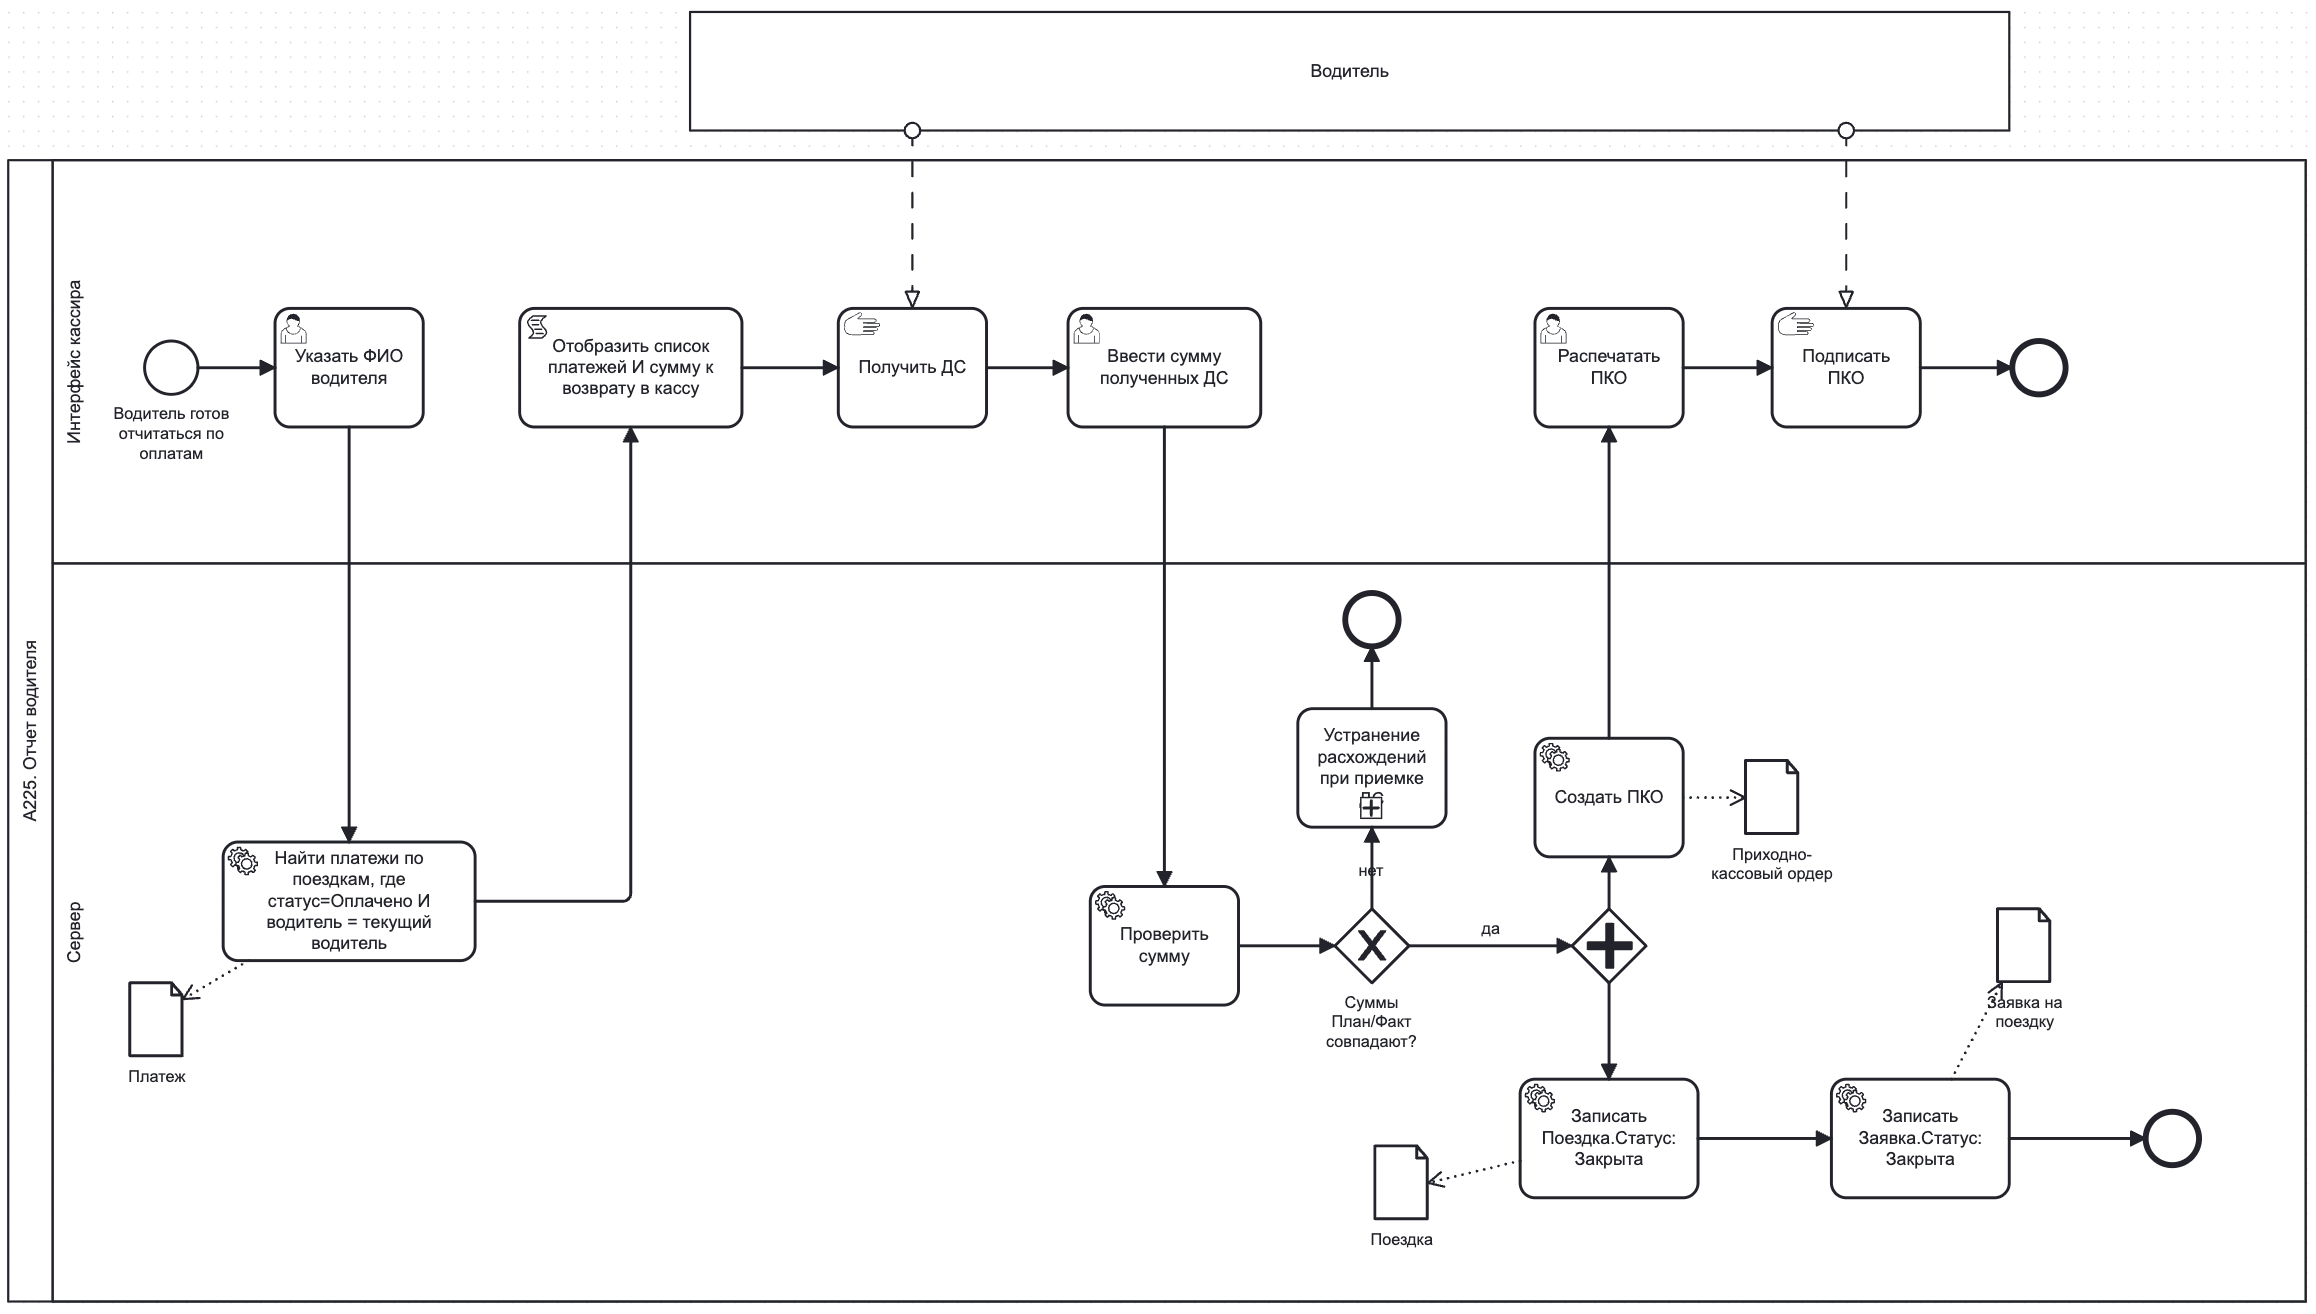 Водитель
А225. Отчет водителя
Интерфейс кассира
Водитель готов
отчитаться по
оплатам
Указать ФИО
водителя
Отобразить список
платежей И сумму к
возврату в кассу
Получить ДС
Ввести сумму
полученных ДС
Распечатать
ПКО
Подписать
ПКО
Сервер
Найти платежи по
поездкам, где
статус=Оплачено И
водитель = текущий
водитель
Платеж
Проверить
сумму
Суммы
План/Факт
совпадают?
нет
да
Устранение
расхождений
при приемке
Создать ПКО
Приходно-
кассовый ордер
Записать
Поездка.Статус:
Закрыта
Поездка
Записать
Заявка.Статус:
Закрыта
Заявка на
поездку